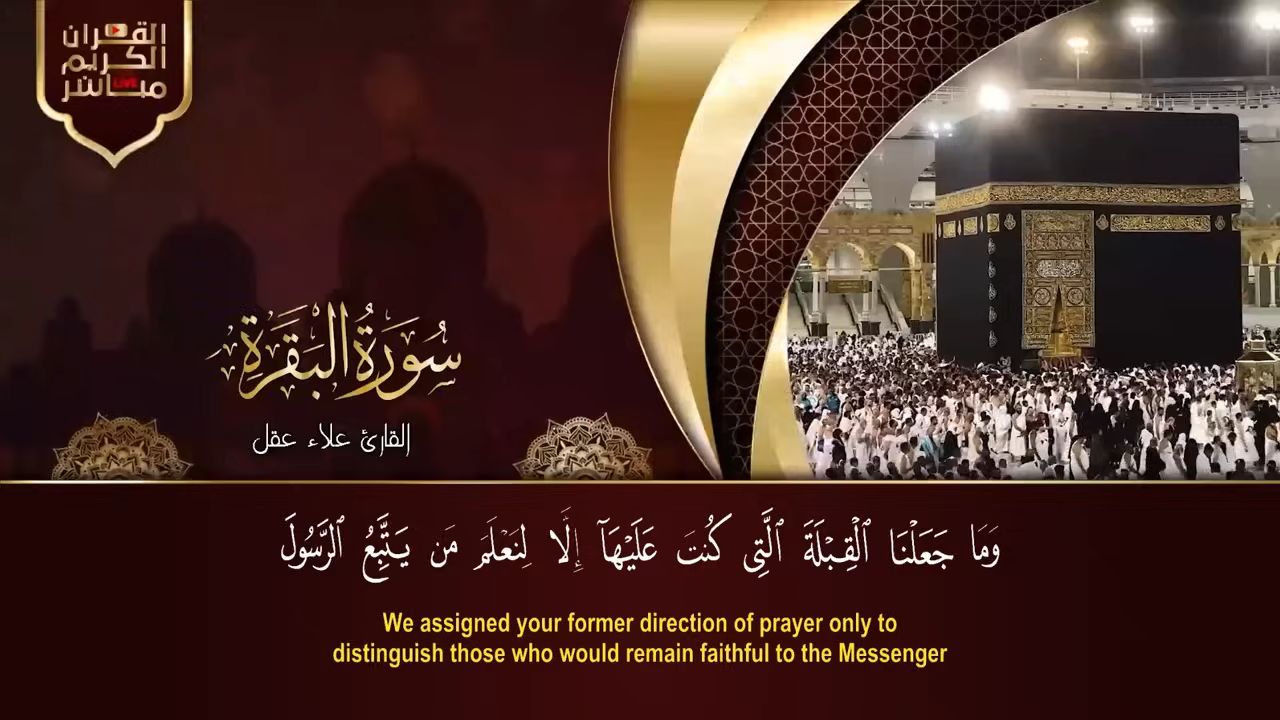 القرآن
الكريم
مباشر
LIVE
سُورَةُ البَقَرَة
القارئ علاء عقل
وَمَا جَعَلْنَا ٱلْقِبْلَةَ ٱلَّتِى كُنتَ عَلَيْهَآ إِلَّا لِنَعْلَمَ مَن يَتَّبِعُ ٱلرَّسُولَ
We assigned your former direction of prayer only to
distinguish those who would remain faithful to the Messenger